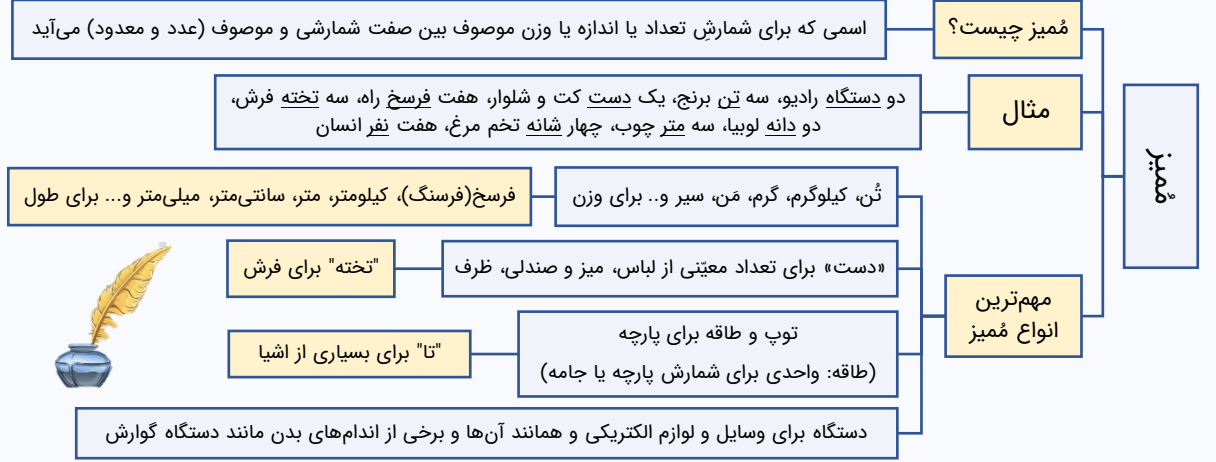 مُمیز
مُمیز چیست؟
اسمی که برای شمارشِ تعداد یا اندازه یا وزن موصوف بین صفت شمارشی و موصوف (عدد و معدود) می‌آید
مثال
دو دستگاه رادیو، سه تن برنج، یک دست کت و شلوار، هفت فرسخ راه، سه تخته فرش،
دو دانه لوبیا، سه متر چوب، چهار شانه تخم مرغ، هفت نفر انسان
مهم‌ترین
انواع مُمیز
تُن، کیلوگرم، گرم، مَن، سیر و.. برای وزن
فرسخ(فرسنگ)، کیلومتر، متر، سانتی‌متر، میلی‌متر و... برای طول
«دست» برای تعداد معیّنی از لباس، میز و صندلی، ظرف
"تخته" برای فرش
توپ و طاقه برای پارچه
(طاقه: واحدی برای شمارش پارچه یا جامه)
"تا" برای بسیاری از اشیا
دستگاه برای وسایل و لوازم الکتریکی و همانند آن‌ها و برخی از اندام‌های بدن مانند دستگاه گوارش